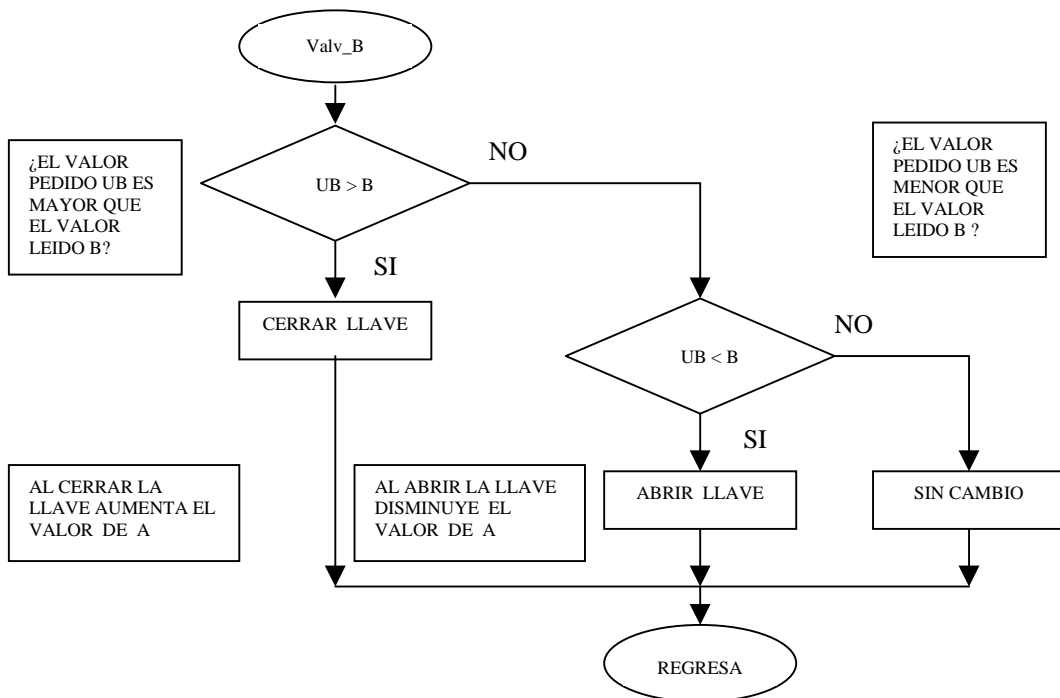 Valv_B
¿EL VALOR
PEDIDO UB ES
MAYOR QUE
EL VALOR
LEIDO B?
UB > B
NO
¿EL VALOR
PEDIDO UB ES
MENOR QUE
EL VALOR
LEIDO B ?
SI
CERRAR LLAVE
UB < B
NO
SI
AL CERRAR LA
LLAVE AUMENTA EL
VALOR DE A
AL ABRIR LA LLAVE
DISMINUYE EL
VALOR DE A
ABRIR LLAVE
SIN CAMBIO
REGRESA